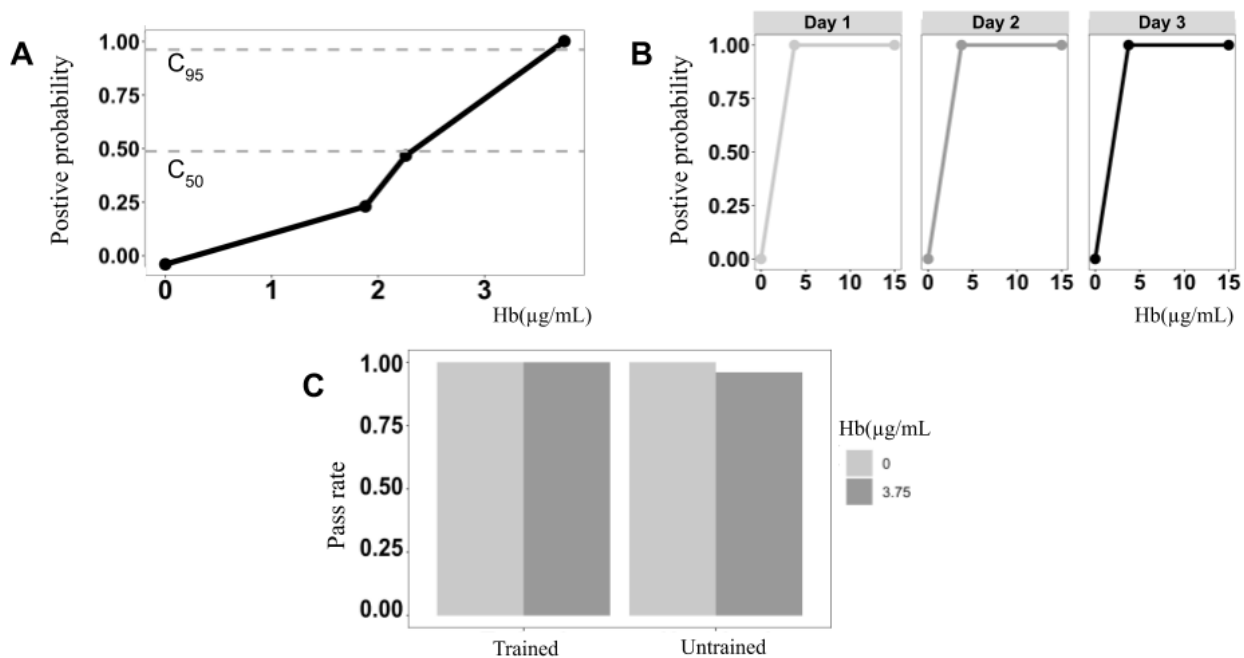 A
Postive probability
1.00
0.75
0.50
0.25
0.00
C95
C50
0 1 2 3
Hb(µg/mL)
B
Day 1 Day 2 Day 3
Postive probability
1.00
0.75
0.50
0.25
0.00
0 5 10 15 0 5 10 15 0 5 10 15
Hb(µg/mL)
C
Pass rate
1.00
0.75
0.50
0.25
0.00
Trained Untrained
Hb(µg/mL
0
3.75